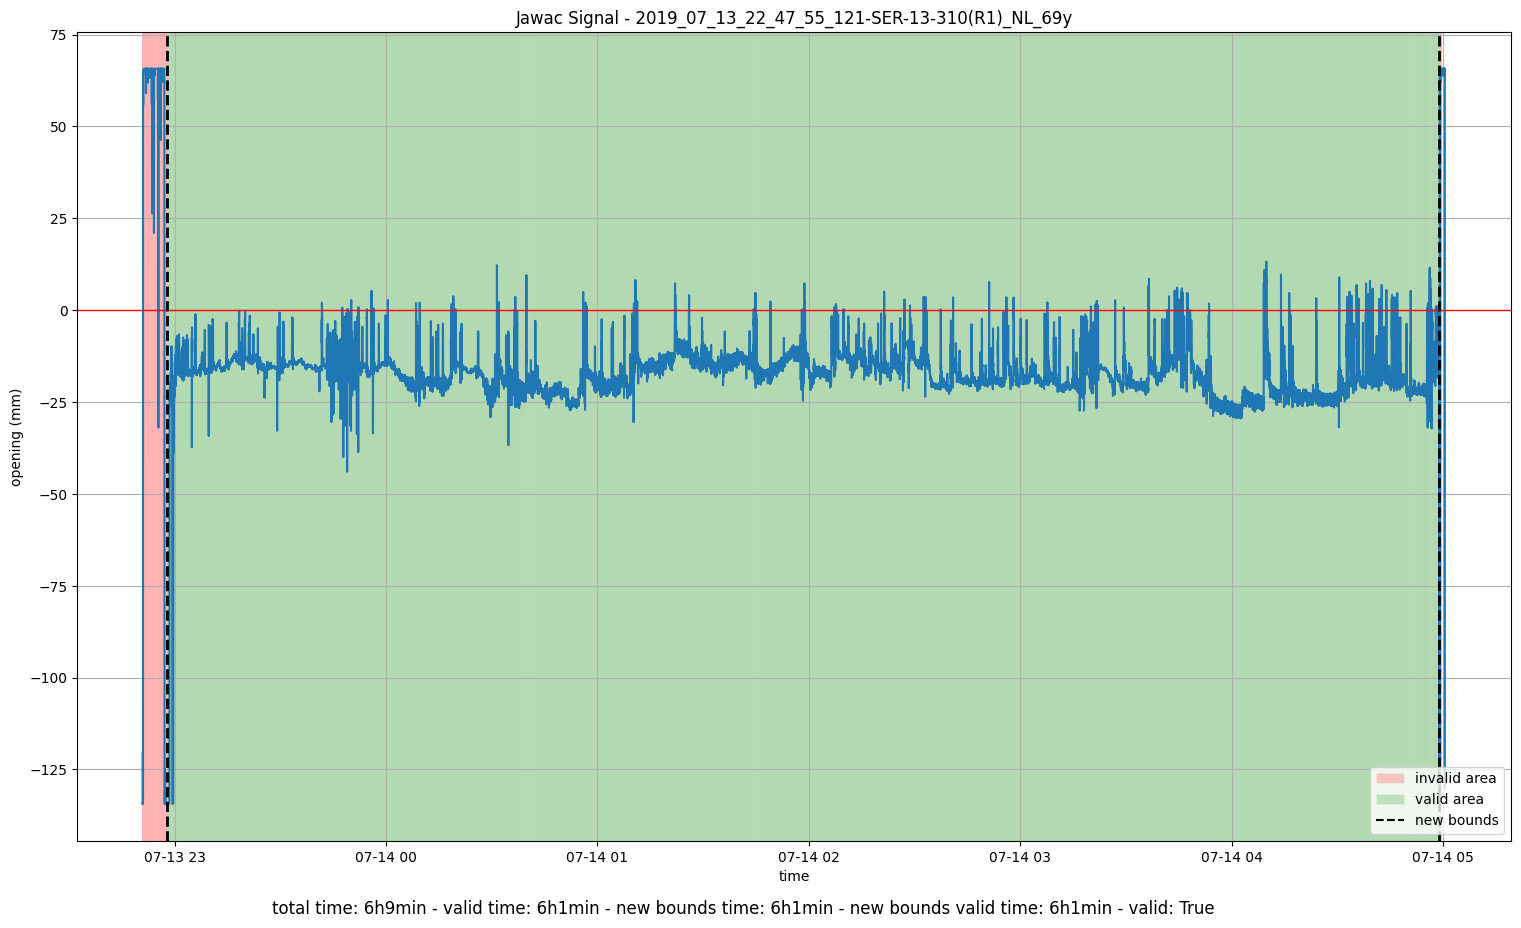 Jawac Signal - 2019_07_13_22_47_55_121-SER-13-310(R1)_NL_69y
75
50
25
0
−25
−50
−75
−100
−125
opening (mm)
invalid area
valid area
new bounds
07-13 23
07-14 00
07-14 01
07-14 02
07-14 03
07-14 04
07-14 05
time
total time: 6h9min - valid time: 6h1min - new bounds time: 6h1min - new bounds valid time: 6h1min - valid: True